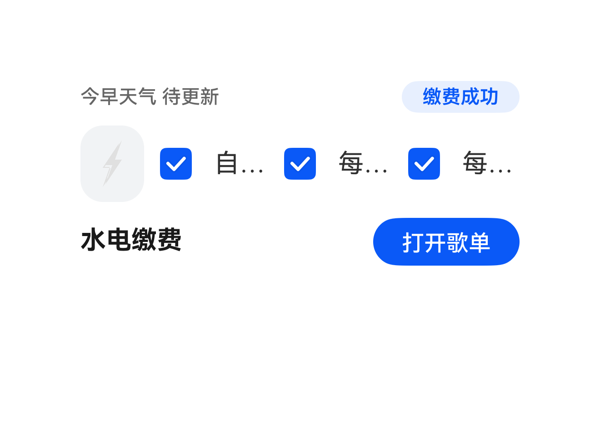 今早天气 待更新
缴费成功
自… 每… 每…
水电缴费
打开歌单